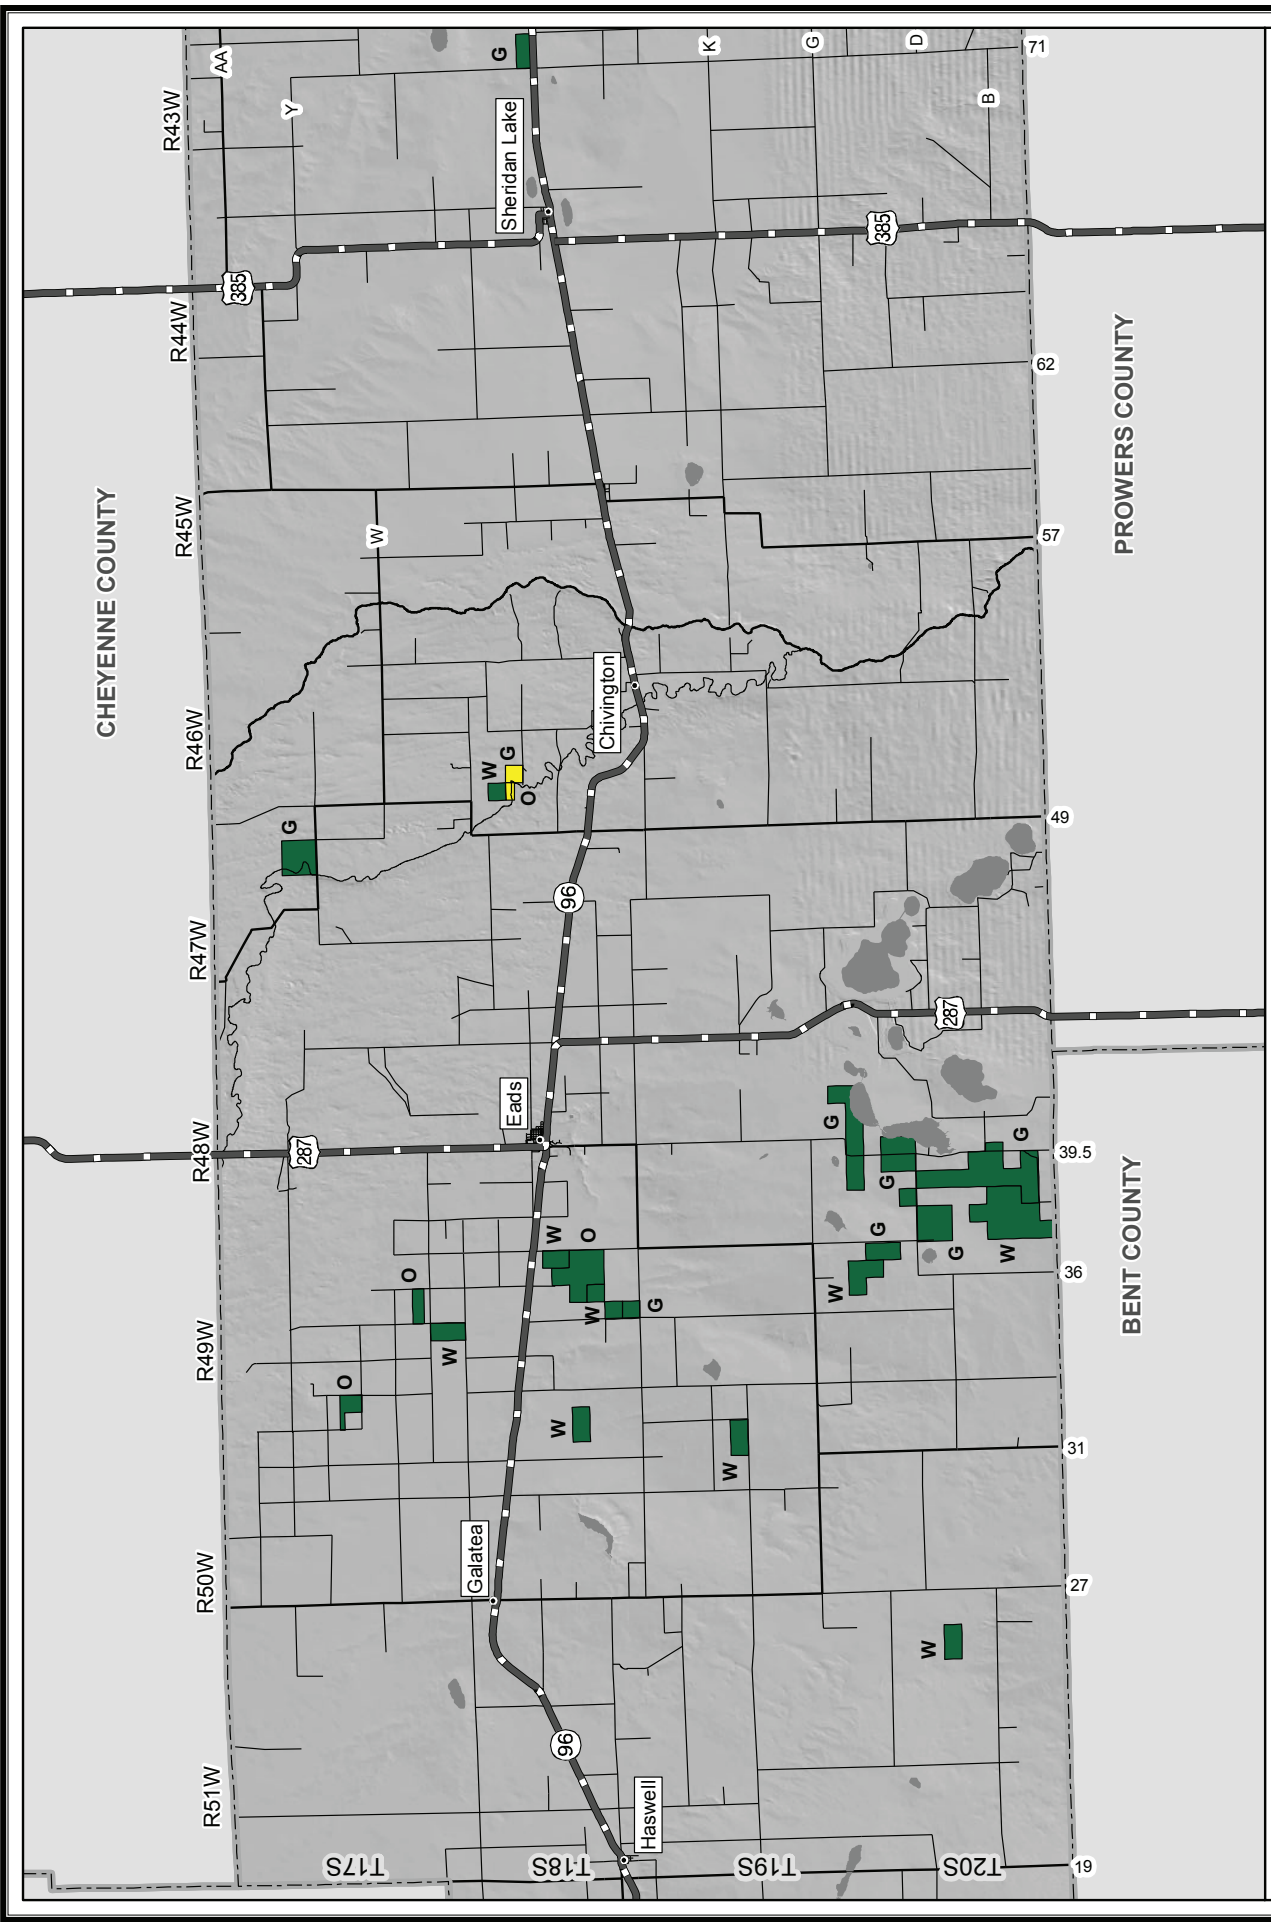 CHEYENNE COUNTY
R51W
R50W
R49W
R48W
R47W
R46W
R45W
R44W
R43W
AA
385
Y
287
G
T17S
O
W
O
W
Galatea
Eads
W
G
O
Sheridan Lake
G
96
96
W
W
O
W
G
T18S
Haswell
Chivington
K
W
T19S
G
G
W
G
G
385
D
W
G
W
G
287
B
T20S
19
27
31
36
39.5
49
57
62
71
BENT COUNTY
PROWERS COUNTY